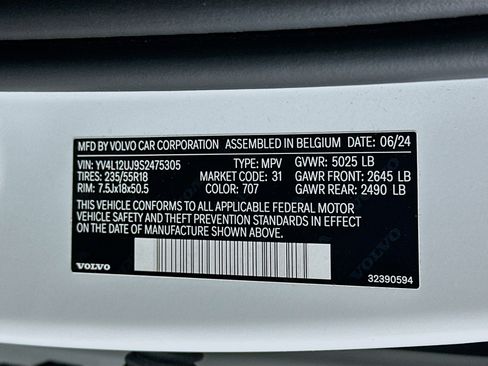 MFD BY VOLVO CAR CORPORATION ASSEMBLED IN BELGIUM DATE: 06/24
VIN: YV4L12UJ9S2475305 TYPE: MPV GVWR: 5025 LB
TIRES: 235/55R18 MARKET CODE: 31 GAWR FRONT: 2645 LB
RIM: 7.5Jx18x50.5 COLOR: 707 GAWR REAR: 2490 LB
THIS VEHICLE CONFORMS TO ALL APPLICABLE FEDERAL MOTOR
VEHICLE SAFETY AND THEFT PREVENTION STANDARDS IN EFFECT
ON THE DATE OF MANUFACTURE SHOWN ABOVE.
VOLVO 32390594